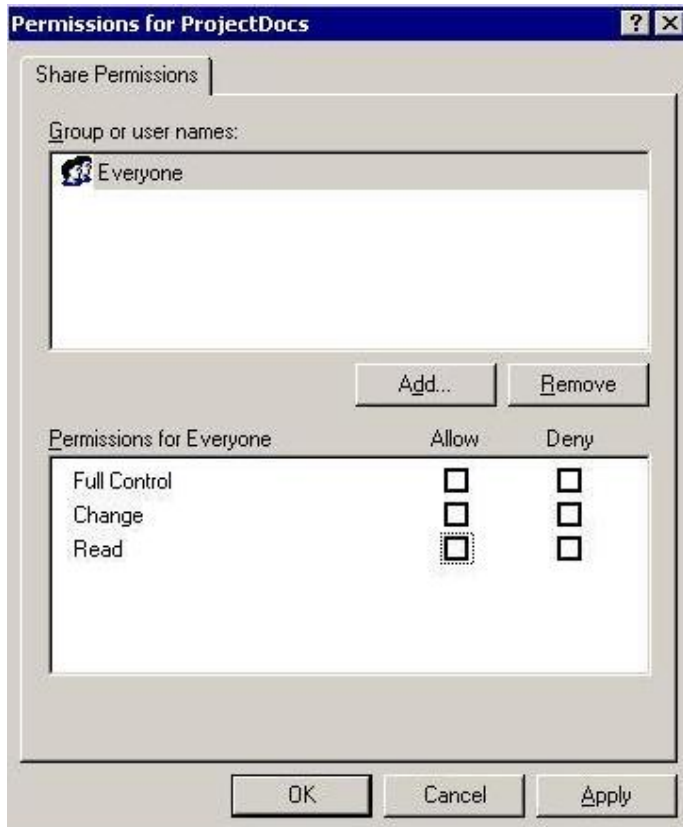 Permissions for ProjectDocs ? X
Share Permissions
Group or user names:
Everyone
Add... Remove
Permissions for Everyone Allow Deny
Full Control
Change
Read
OK Cancel Apply